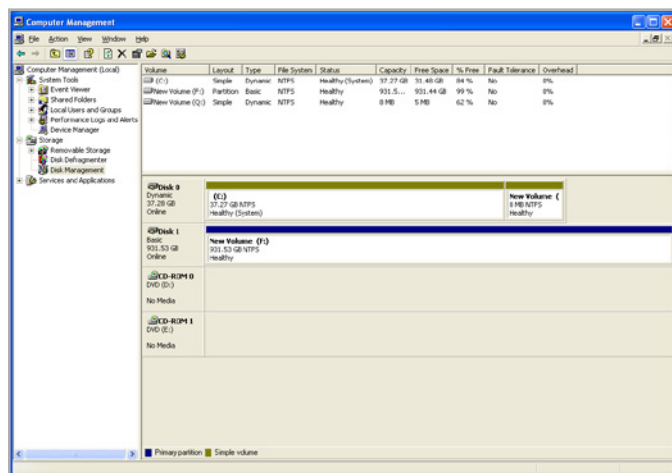 Computer Management
File Action View Window Help
Computer Management (Local)
System Tools
Event Viewer
Shared Folders
Local Users and Groups
Performance Logs and Alerts
Device Manager
Storage
Removable Storage
Disk Defragmenter
Disk Management
Services and Applications
Volume Layout Type File System Status Capacity Free Space % Free Fault Tolerance Overhead
(C:) Simple Dynamic NTFS Healthy (System) 37.27 GB 31.48 GB 84 % No 0%
New Volume (F:) Partition Basic NTFS Healthy 931.5... 931.44 GB 99 % No 0%
New Volume (Q:) Simple Dynamic NTFS Healthy 8 MB 5 MB 62 % No 0%
Disk 0
Dynamic
37.28 GB
Online
(C:)
37.27 GB NTFS
Healthy (System)
New Volume (
8 MB NTFS
Healthy
Disk 1
Basic
931.53 GB
Online
New Volume (F:)
931.53 GB NTFS
Healthy
CD-ROM 0
DVD (D:)
No Media
CD-ROM 1
DVD (E:)
No Media
Primary partition Simple volume